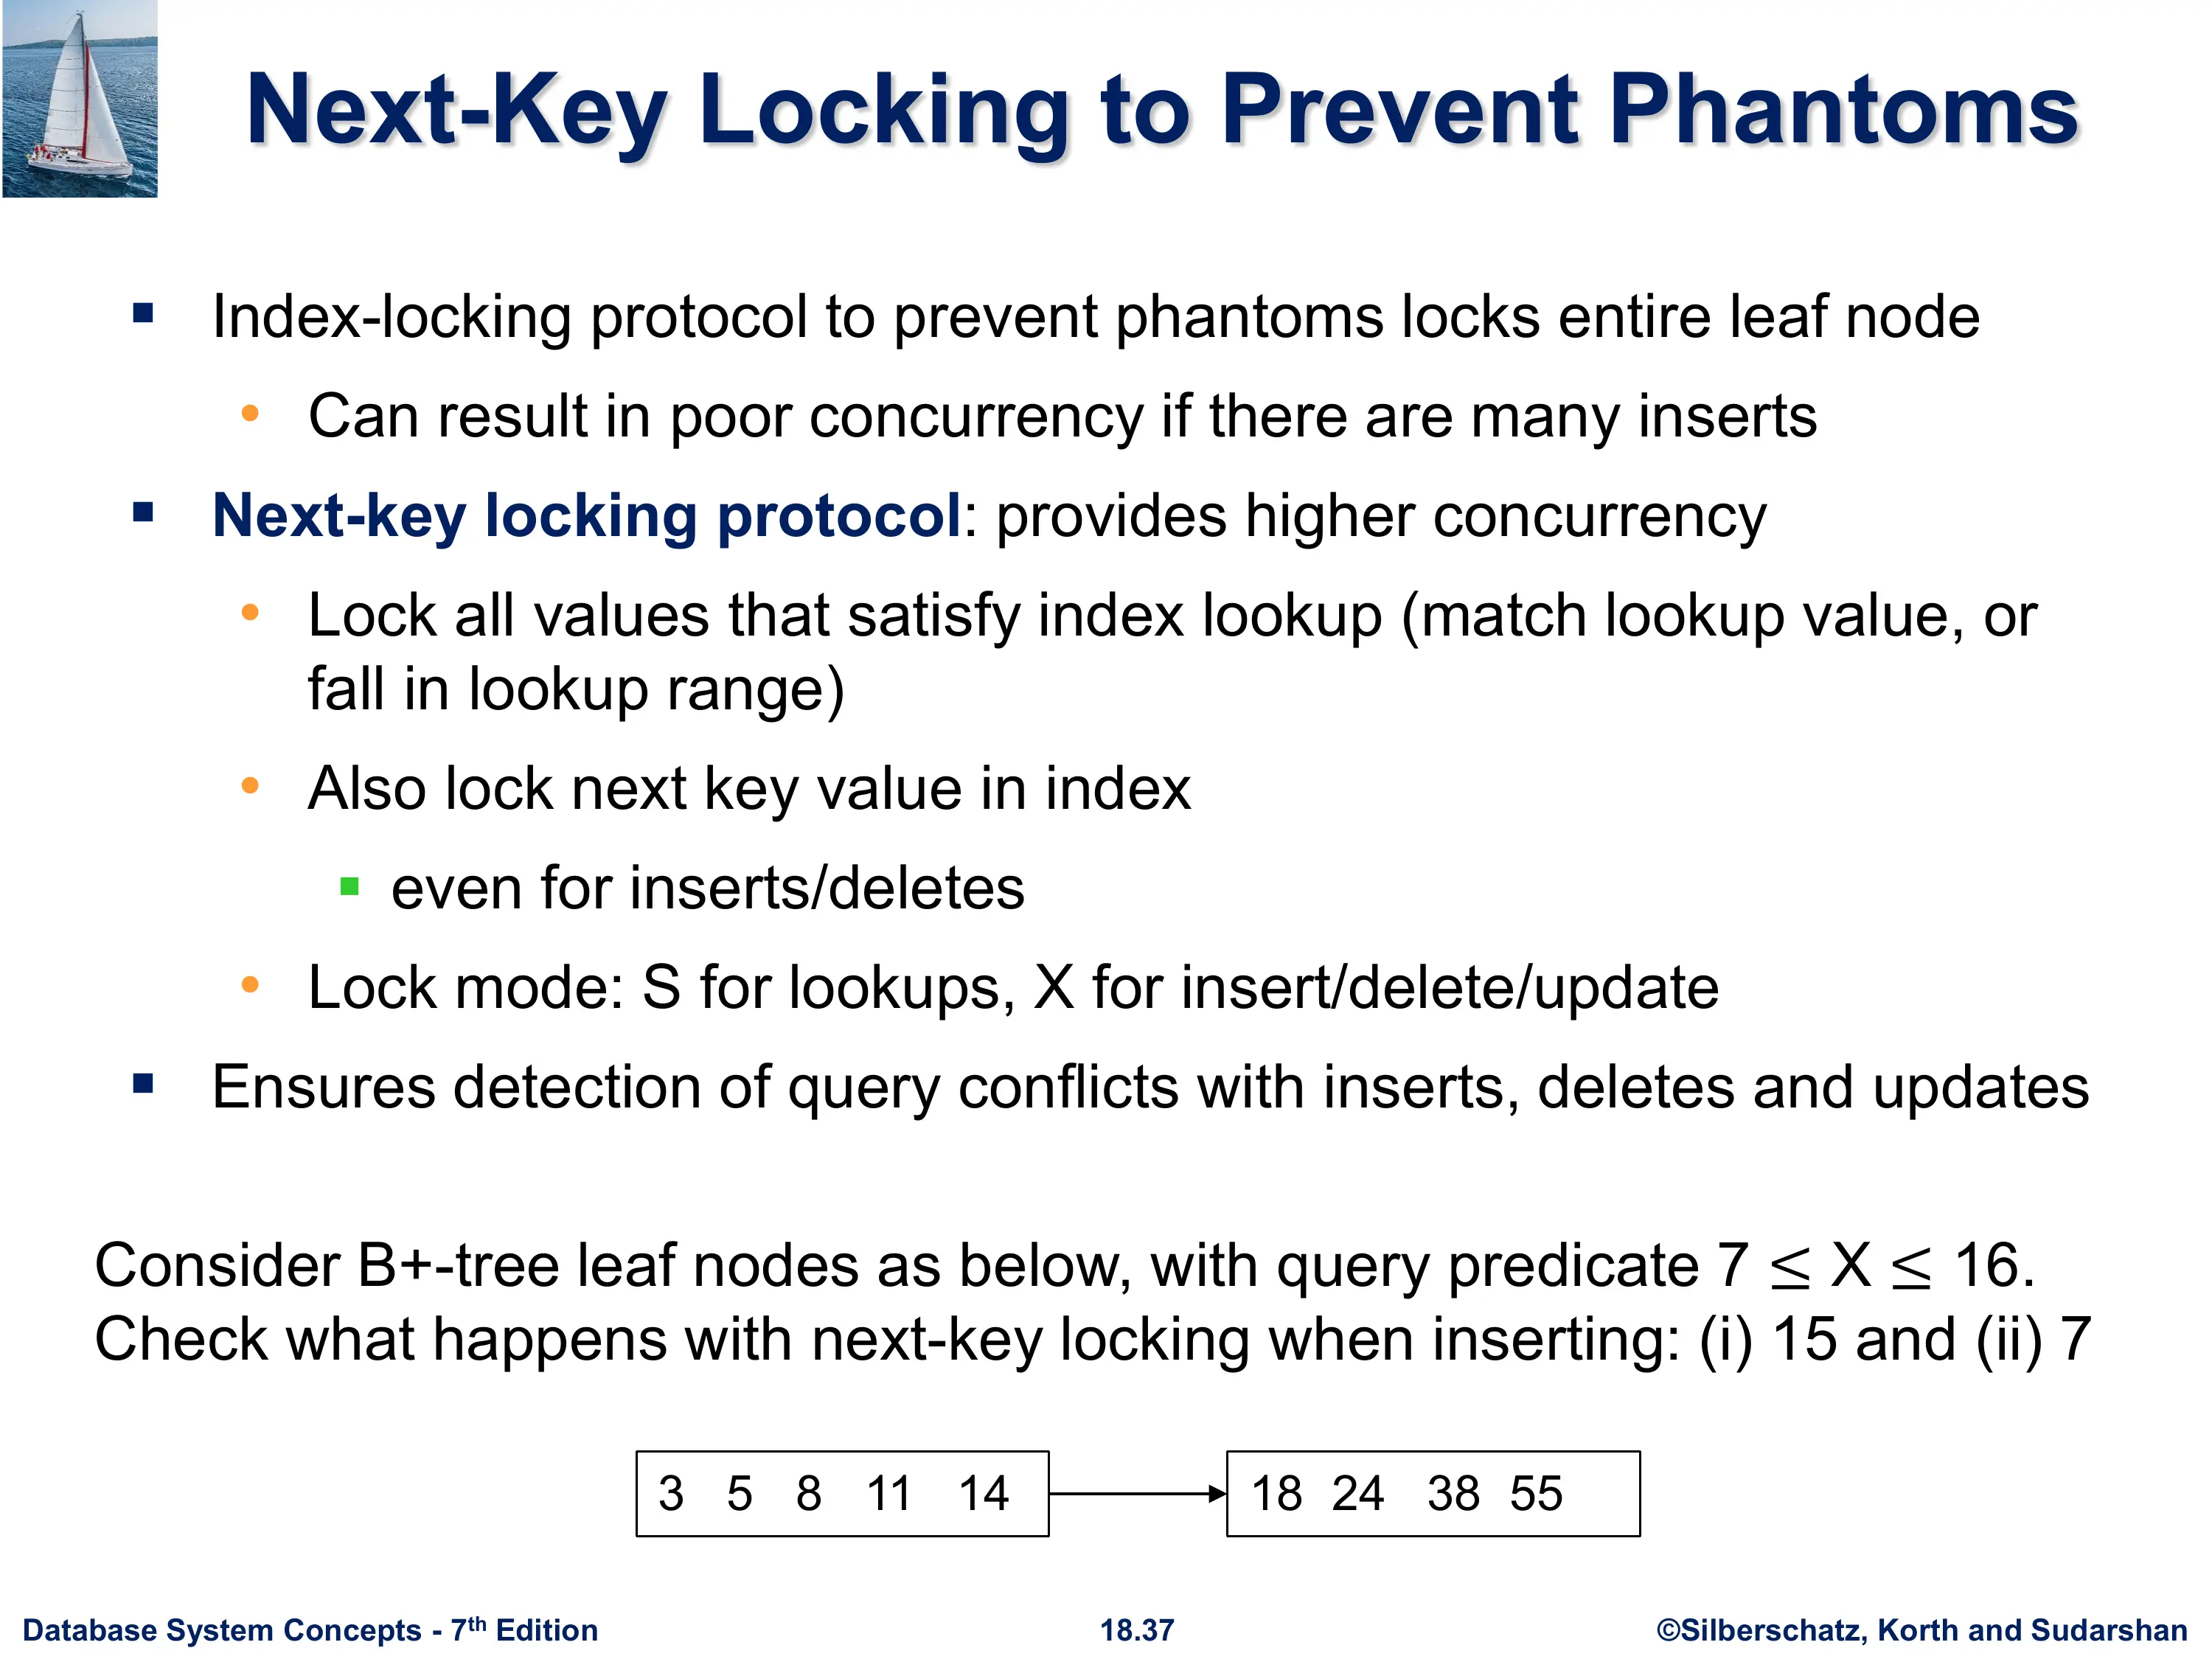 Next-Key Locking to Prevent Phantoms
▪ Index-locking protocol to prevent phantoms locks entire leaf node
• Can result in poor concurrency if there are many inserts
▪ Next-key locking protocol: provides higher concurrency
• Lock all values that satisfy index lookup (match lookup value, or
fall in lookup range)
• Also lock next key value in index
▪ even for inserts/deletes
• Lock mode: S for lookups, X for insert/delete/update
▪ Ensures detection of query conflicts with inserts, deletes and updates
Consider B+-tree leaf nodes as below, with query predicate 7 ≤ X ≤ 16.
Check what happens with next-key locking when inserting: (i) 15 and (ii) 7
3 5 8 11 14 18 24 38 55
Database System Concepts - 7th Edition 18.37 ©Silberschatz, Korth and Sudarshan